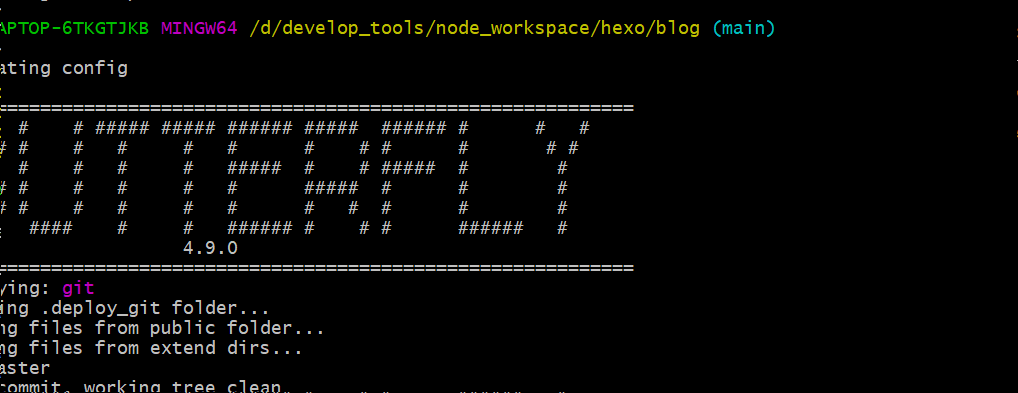 APTOP-6TKGTJKB MINGW64 /d/develop_tools/node_workspace/hexo/blog (main)
ating config
===========================================================
  #    # ##### ##### ###### #####  ###### #      #   #
# #    #   #     #   #      #    # #      #       # #
  #    #   #     #   #####  #    # #####  #        #
# #    #   #     #   #      #####  #      #        #
# #    #   #     #   #      #   #  #      #        #
   ####    #     #   ###### #    # #      ######   #
4.9.0
===========================================================
ying: git
ing .deploy_git folder...
ng files from public folder...
ng files from extend dirs...
aster
commit, working tree clean